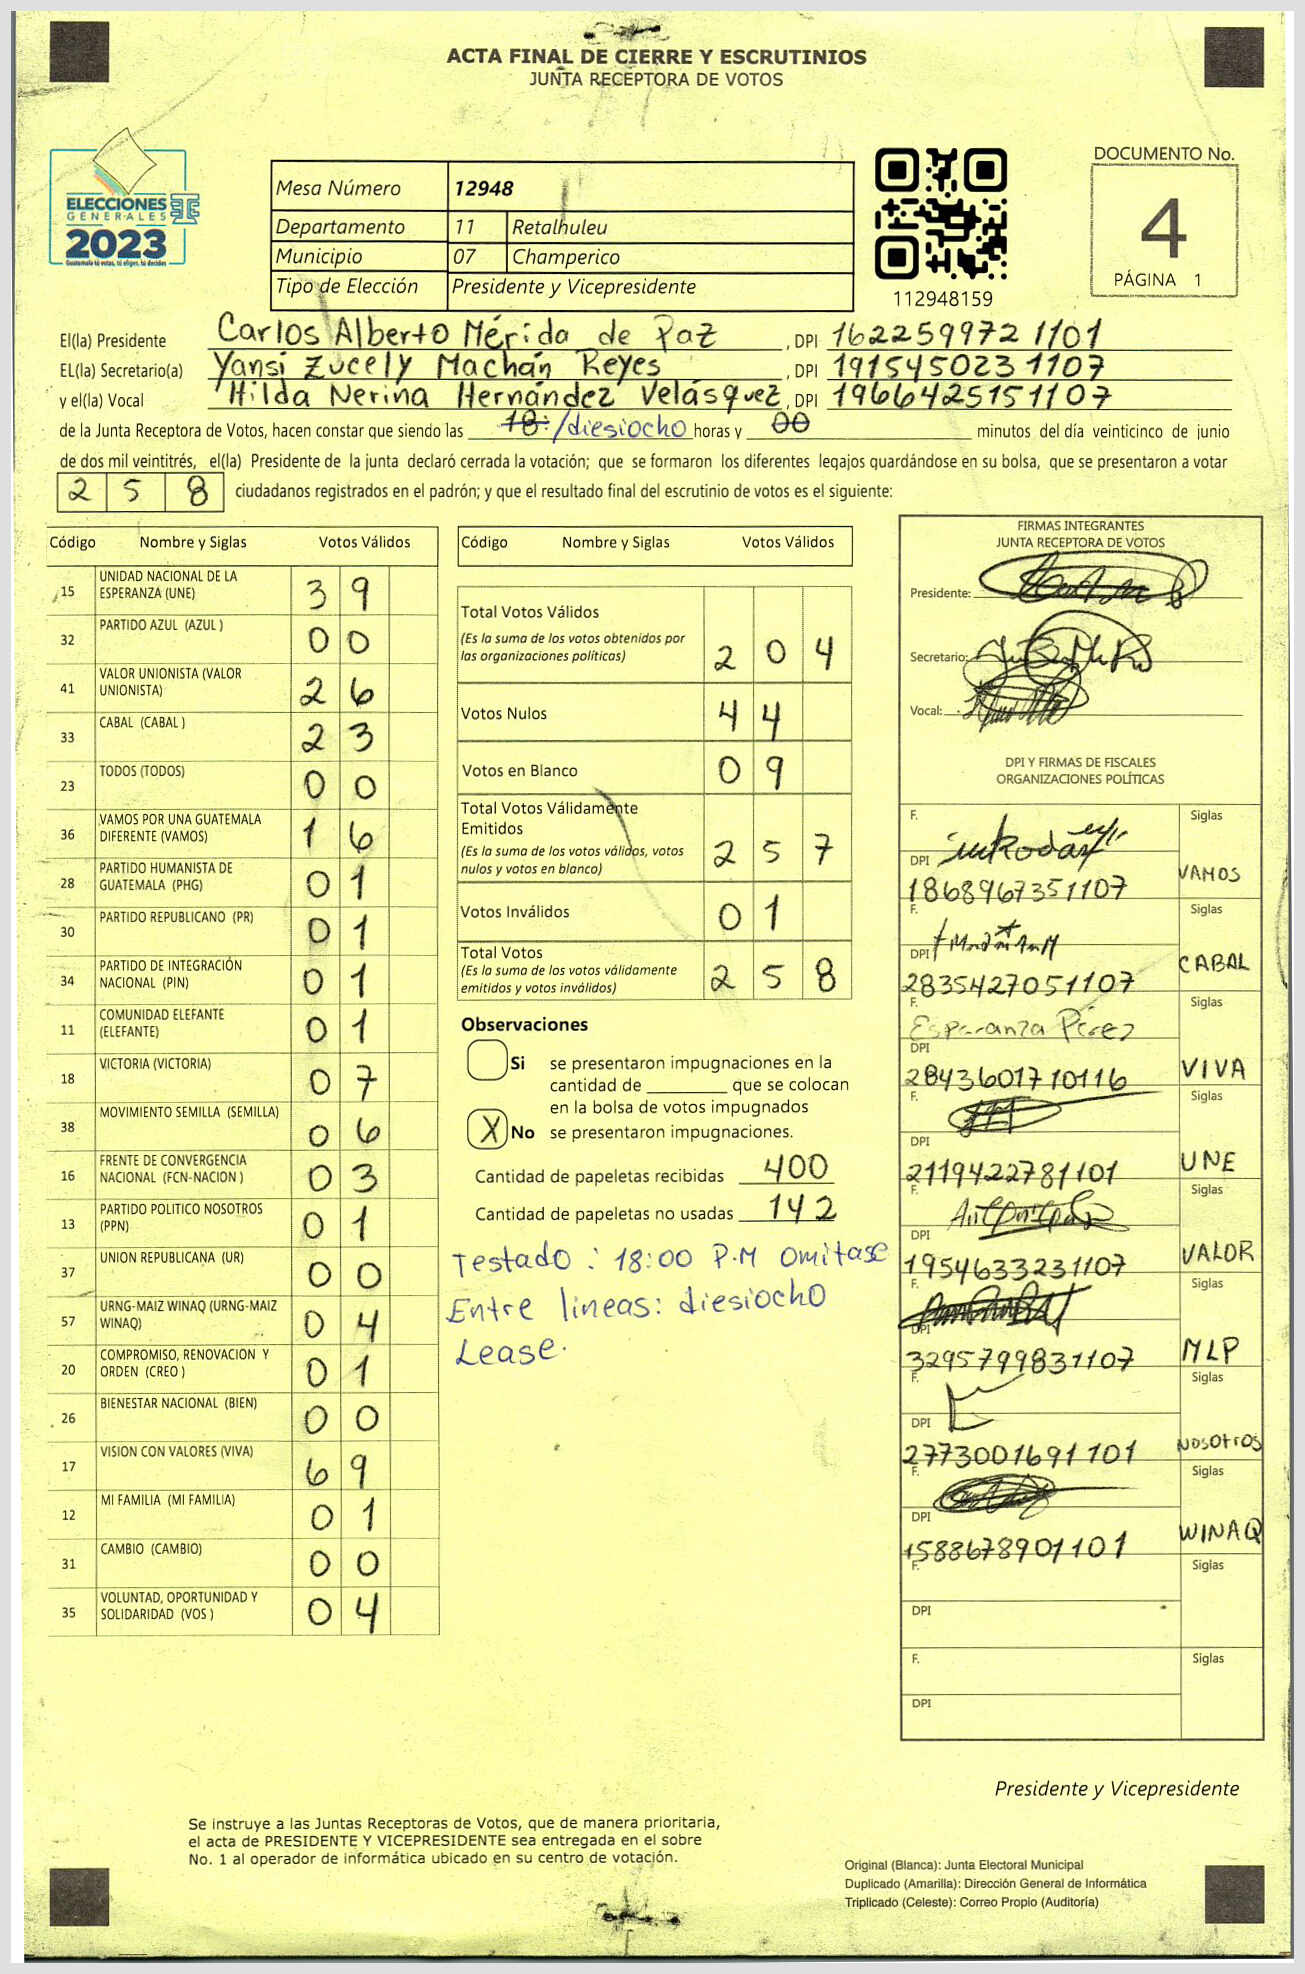 ACTA FINAL DE CIERRE Y ESCRUTINIOS
JUNTA RECEPTORA DE VOTOS
ELECCIONES
GENERALES
2023
Guatemala tú votas, tú eliges, tú decides
Mesa Número 12948
Departamento 11 Retalhuleu
Municipio 07 Champerico
Tipo de Elección Presidente y Vicepresidente
112948159
DOCUMENTO No.
4
PÁGINA 1
El(la) Presidente Carlos Alberto Mérida de Paz , DPI 162259972 1101
EL(la) Secretario(a) Yansi Zucely Machán Reyes , DPI 191545023 1107
y el(la) Vocal Hilda Nerina Hernández Velásquez , DPI 1966425151107
de la Junta Receptora de Votos, hacen constar que siendo las 18:/diesiocho horas y 00 minutos del día veinticinco de junio
de dos mil veintitrés, el(la) Presidente de la junta declaró cerrada la votación; que se formaron los diferentes legajos guardándose en su bolsa, que se presentaron a votar
2 5 8 ciudadanos registrados en el padrón; y que el resultado final del escrutinio de votos es el siguiente:
Código Nombre y Siglas Votos Válidos
15 UNIDAD NACIONAL DE LA
ESPERANZA (UNE) 3 9
32 PARTIDO AZUL (AZUL ) 0 0
41 VALOR UNIONISTA (VALOR
UNIONISTA) 2 6
33 CABAL (CABAL ) 2 3
23 TODOS (TODOS) 0 0
36 VAMOS POR UNA GUATEMALA
DIFERENTE (VAMOS) 1 6
28 PARTIDO HUMANISTA DE
GUATEMALA (PHG) 0 1
30 PARTIDO REPUBLICANO (PR) 0 1
34 PARTIDO DE INTEGRACIÓN
NACIONAL (PIN) 0 1
11 COMUNIDAD ELEFANTE
(ELEFANTE) 0 1
18 VICTORIA (VICTORIA) 0 7
38 MOVIMIENTO SEMILLA (SEMILLA) 0 6
16 FRENTE DE CONVERGENCIA
NACIONAL (FCN-NACION ) 0 3
13 PARTIDO POLITICO NOSOTROS
(PPN) 0 1
37 UNION REPUBLICANA (UR) 0 0
57 URNG-MAIZ WINAQ (URNG-MAIZ
WINAQ) 0 4
20 COMPROMISO, RENOVACION Y
ORDEN (CREO ) 0 1
26 BIENESTAR NACIONAL (BIEN) 0 0
17 VISION CON VALORES (VIVA) 6 9
12 MI FAMILIA (MI FAMILIA) 0 1
31 CAMBIO (CAMBIO) 0 0
35 VOLUNTAD, OPORTUNIDAD Y
SOLIDARIDAD (VOS ) 0 4
Código Nombre y Siglas Votos Válidos
Total Votos Válidos
(Es la suma de los votos obtenidos por
las organizaciones políticas) 2 0 4
Votos Nulos 4 4
Votos en Blanco 0 9
Total Votos Válidamente
Emitidos
(Es la suma de los votos válidos, votos
nulos y votos en blanco) 2 5 7
Votos Inválidos 0 1
Total Votos
(Es la suma de los votos válidamente
emitidos y votos inválidos) 2 5 8
Observaciones
Si se presentaron impugnaciones en la
cantidad de ________ que se colocan
en la bolsa de votos impugnados
X No se presentaron impugnaciones.
Cantidad de papeletas recibidas 400
Cantidad de papeletas no usadas 142
Testado : 18:00 P.M Omitase
Entre lineas: diesiocho
Lease.
FIRMAS INTEGRANTES
JUNTA RECEPTORA DE VOTOS
Presidente:
Secretario:
Vocal:
DPI Y FIRMAS DE FISCALES
ORGANIZACIONES POLÍTICAS
F. Siglas
DPI 1868967351107 VAMOS
F. Siglas
DPI 2835427051107 CABAL
F. Esperanza Pérez Siglas
DPI 2843601710116 VIVA
F. Siglas
DPI 2119422781101 UNE
F. Siglas
DPI 1954633231107 VALOR
F. Siglas
DPI 3295799831107 MLP
F. Siglas
DPI 2773001691101 NOSOTROS
F. Siglas
DPI 1588678901101 WINAQ
F. Siglas
DPI
F. Siglas
DPI
Presidente y Vicepresidente
Se instruye a las Juntas Receptoras de Votos, que de manera prioritaria,
el acta de PRESIDENTE Y VICEPRESIDENTE sea entregada en el sobre
No. 1 al operador de informática ubicado en su centro de votación.
Original (Blanca): Junta Electoral Municipal
Duplicado (Amarilla): Dirección General de Informática
Triplicado (Celeste): Correo Propio (Auditoría)